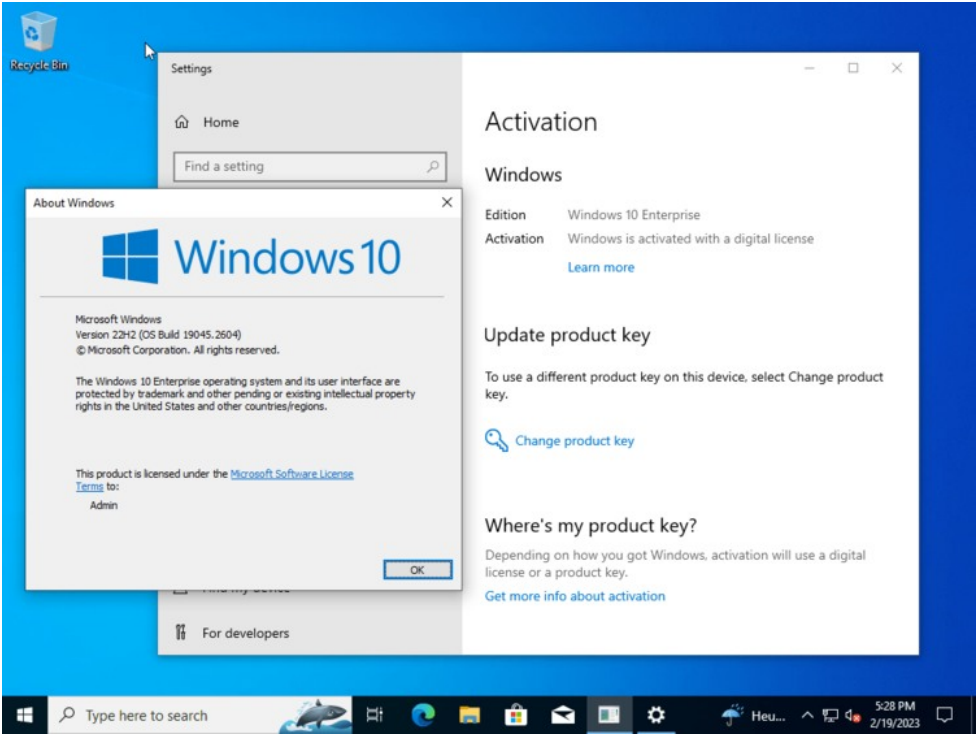 Recycle Bin
Settings
Home
Find a setting
For developers
Activation
Windows
Edition Windows 10 Enterprise
Activation Windows is activated with a digital license
Learn more
Update product key
To use a different product key on this device, select Change product
key.
Change product key
Where's my product key?
Depending on how you got Windows, activation will use a digital
license or a product key.
Get more info about activation
About Windows
Windows 10
Microsoft Windows
Version 22H2 (OS Build 19045.2604)
© Microsoft Corporation. All rights reserved.
The Windows 10 Enterprise operating system and its user interface are
protected by trademark and other pending or existing intellectual property
rights in the United States and other countries/regions.
This product is licensed under the Microsoft Software License
Terms to:
Admin
OK
Type here to search
Heu...
5:28 PM
2/19/2023